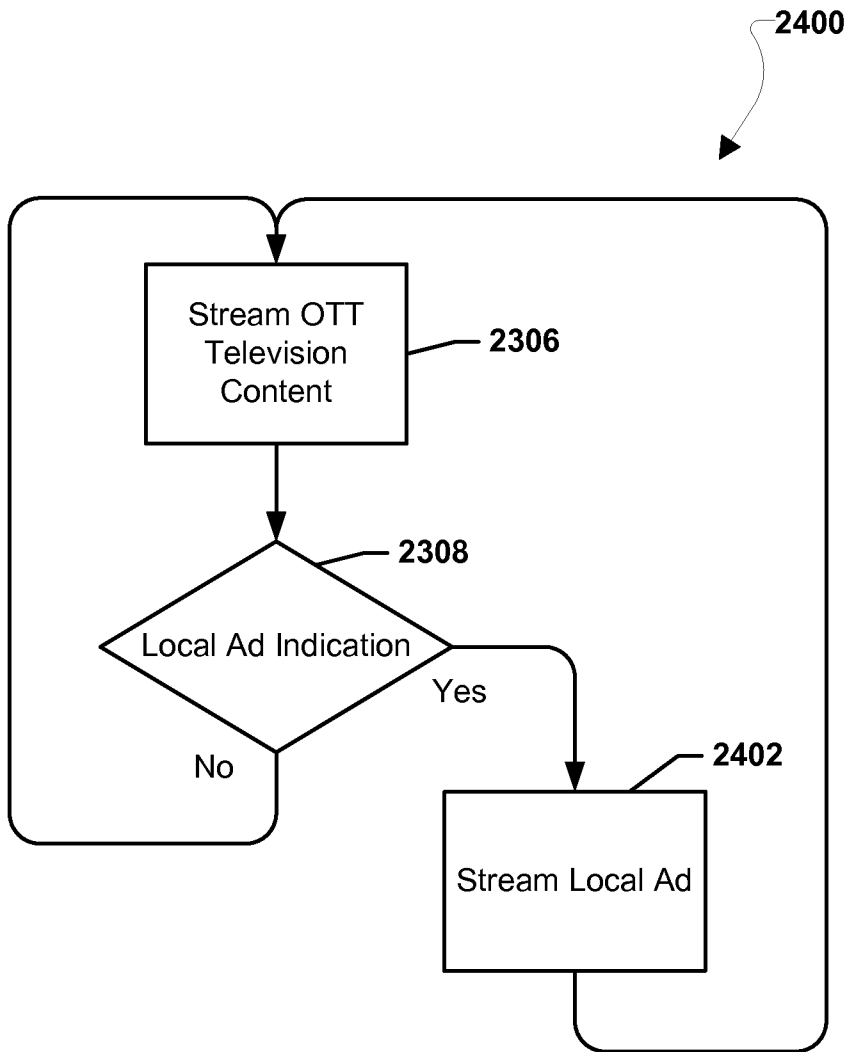 2400
Stream OTT
Television
Content
2306
2308
Local Ad Indication
Yes
No
2402
Stream Local Ad